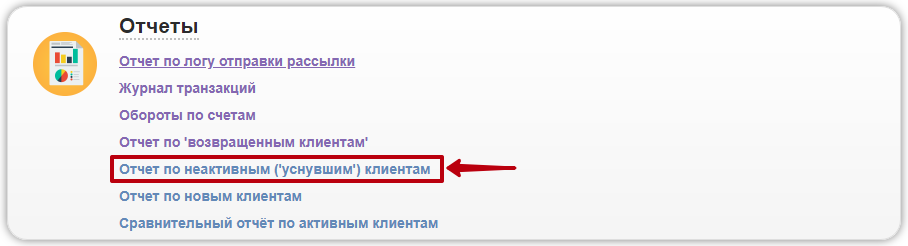 Отчеты
Отчет по логу отправки рассылки
Журнал транзакций
Обороты по счетам
Отчет по 'возвращенным клиентам'
Отчет по неактивным ('уснувшим') клиентам
Отчет по новым клиентам
Сравнительный отчёт по активным клиентам